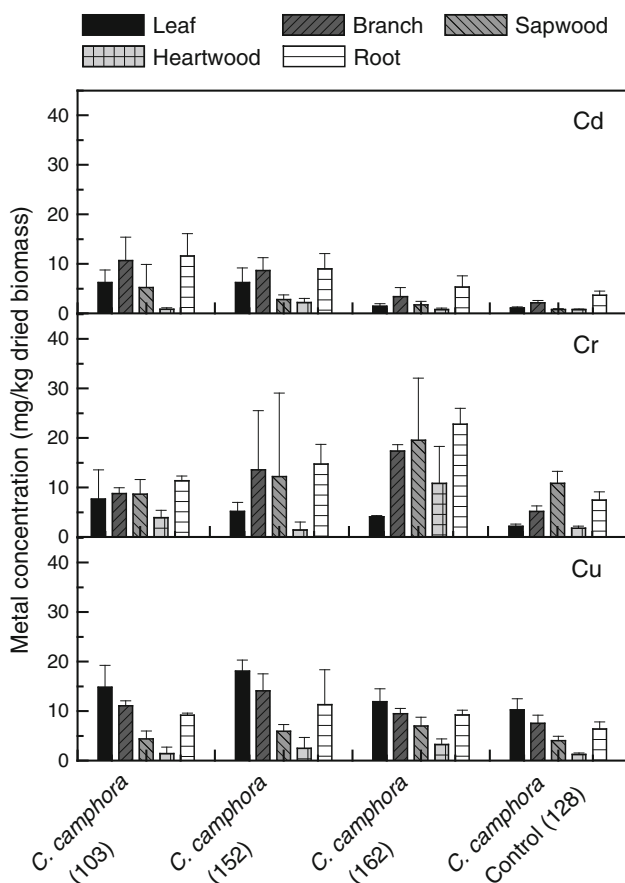 Leaf Branch Sapwood
Heartwood Root
Metal concentration (mg/kg dried biomass)
40
Cd
30
20
10
0
40
Cr
30
20
10
0
40
Cu
30
20
10
0
C. camphora
(103)
C. camphora
(152)
C. camphora
(162)
C. camphora
Control (128)